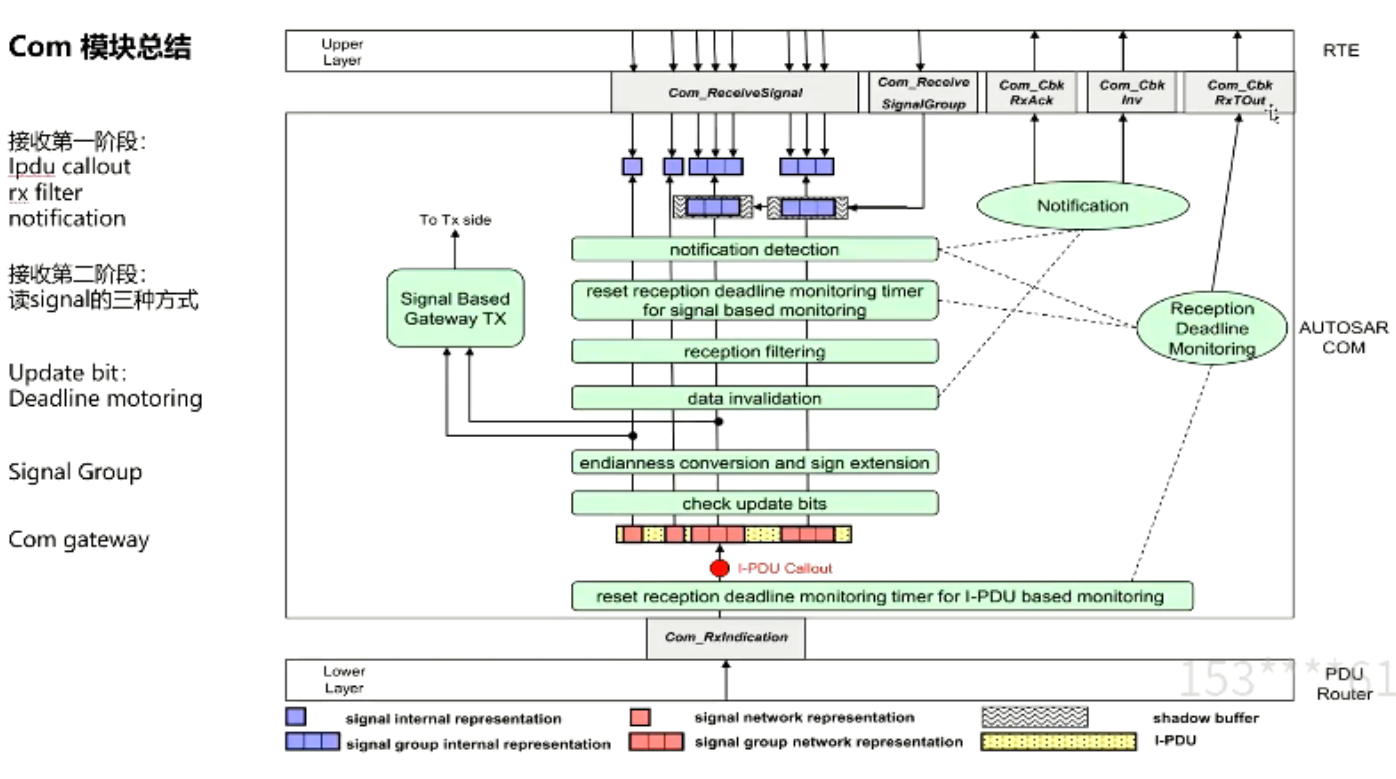 Com 模块总结
接收第一阶段：
Ipdu callout
rx filter
notification
接收第二阶段：
读signal的三种方式
Update bit：
Deadline motoring
Signal Group
Com gateway
Upper
Layer
RTE
Com_ReceiveSignal
Com_Receive
SignalGroup
Com_Cbk
RxAck
Com_Cbk
Inv
Com_Cbk
RxTOut
Notification
To Tx side
notification detection
Signal Based
Gateway TX
reset reception deadline monitoring timer
for signal based monitoring
Reception
Deadline
Monitoring
AUTOSAR
COM
reception filtering
data invalidation
endianness conversion and sign extension
check update bits
I-PDU Callout
reset reception deadline monitoring timer for I-PDU based monitoring
Com_RxIndication
Lower
Layer
PDU
Router
153****61
signal internal representation
signal network representation
shadow buffer
signal group internal representation
signal group network representation
I-PDU